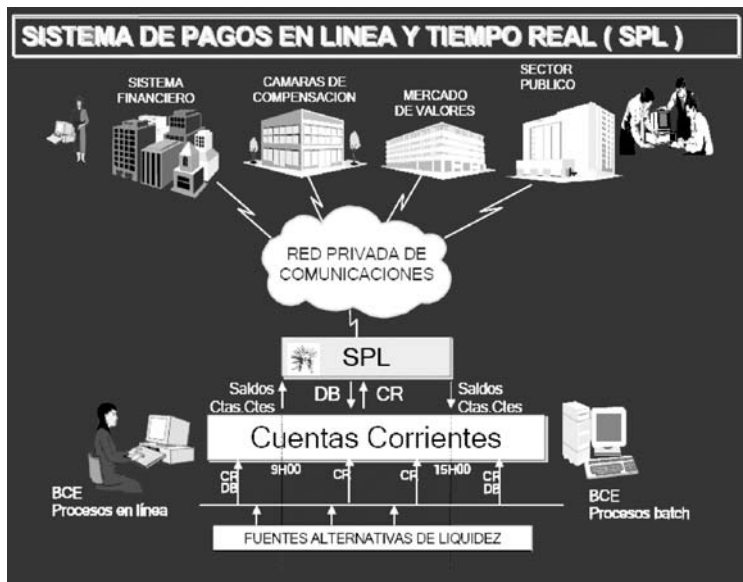 SISTEMA DE PAGOS EN LINEA Y TIEMPO REAL ( SPL )
SISTEMA
FINANCIERO
CAMARAS DE
COMPENSACION
MERCADO
DE VALORES
SECTOR
PUBLICO
RED PRIVADA DE
COMUNICACIONES
SPL
Saldos
Ctas.Ctes
DB
CR
Saldos
Ctas.Ctes
Cuentas Corrientes
CR
DB
9H00
CR
CR
15H00
CR
DB
BCE
Procesos en línea
BCE
Procesos batch
FUENTES ALTERNATIVAS DE LIQUIDEZ